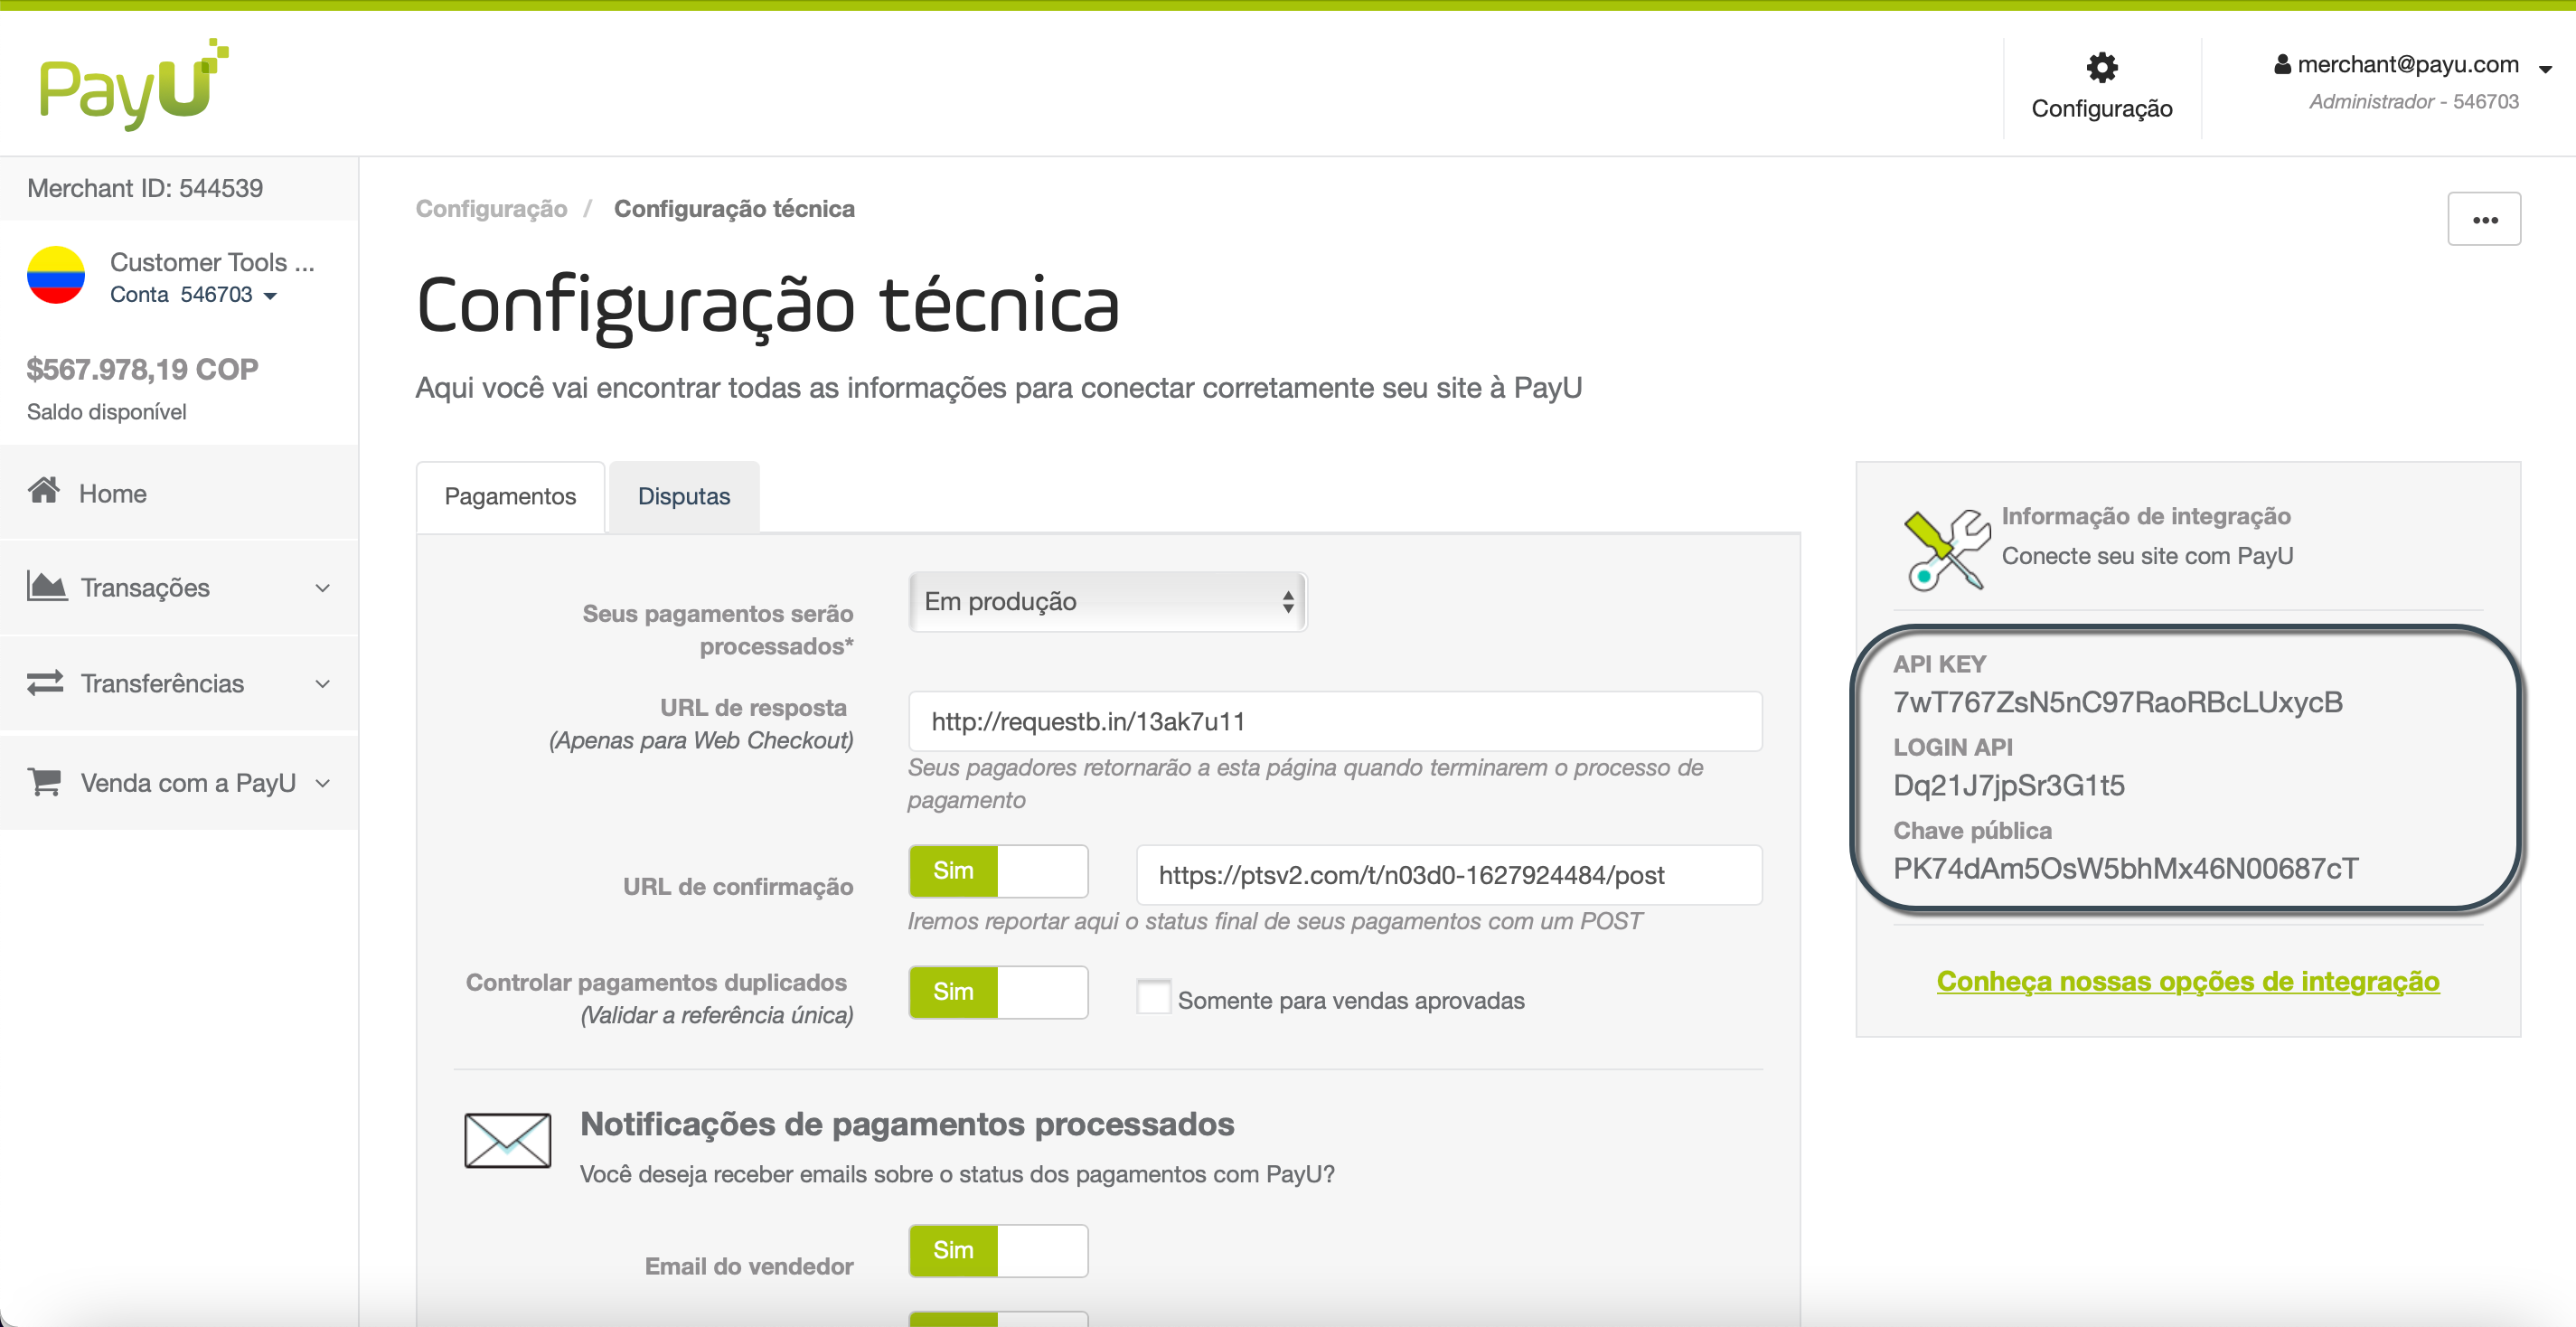 PayU
Configuração
merchant@payu.com
Administrador - 546703
Merchant ID: 544539
Customer Tools ...
Conta 546703
$567.978,19 COP
Saldo disponível
Home
Transações
Transferências
Venda com a PayU
Configuração / Configuração técnica
•••
Configuração técnica
Aqui você vai encontrar todas as informações para conectar corretamente seu site à PayU
Pagamentos
Disputas
Seus pagamentos serão
processados*
Em produção
URL de resposta
(Apenas para Web Checkout)
http://requestb.in/13ak7u11
Seus pagadores retornarão a esta página quando terminarem o processo de
pagamento
URL de confirmação
Sim
https://ptsv2.com/t/n03d0-1627924484/post
Iremos reportar aqui o status final de seus pagamentos com um POST
Controlar pagamentos duplicados
(Validar a referência única)
Sim
Somente para vendas aprovadas
Notificações de pagamentos processados
Você deseja receber emails sobre o status dos pagamentos com PayU?
Email do vendedor
Sim
Informação de integração
Conecte seu site com PayU
API KEY
7wT767ZsN5nC97RaoRBcLUxycB
LOGIN API
Dq21J7jpSr3G1t5
Chave pública
PK74dAm5OsW5bhMx46N00687cT
Conheça nossas opções de integração